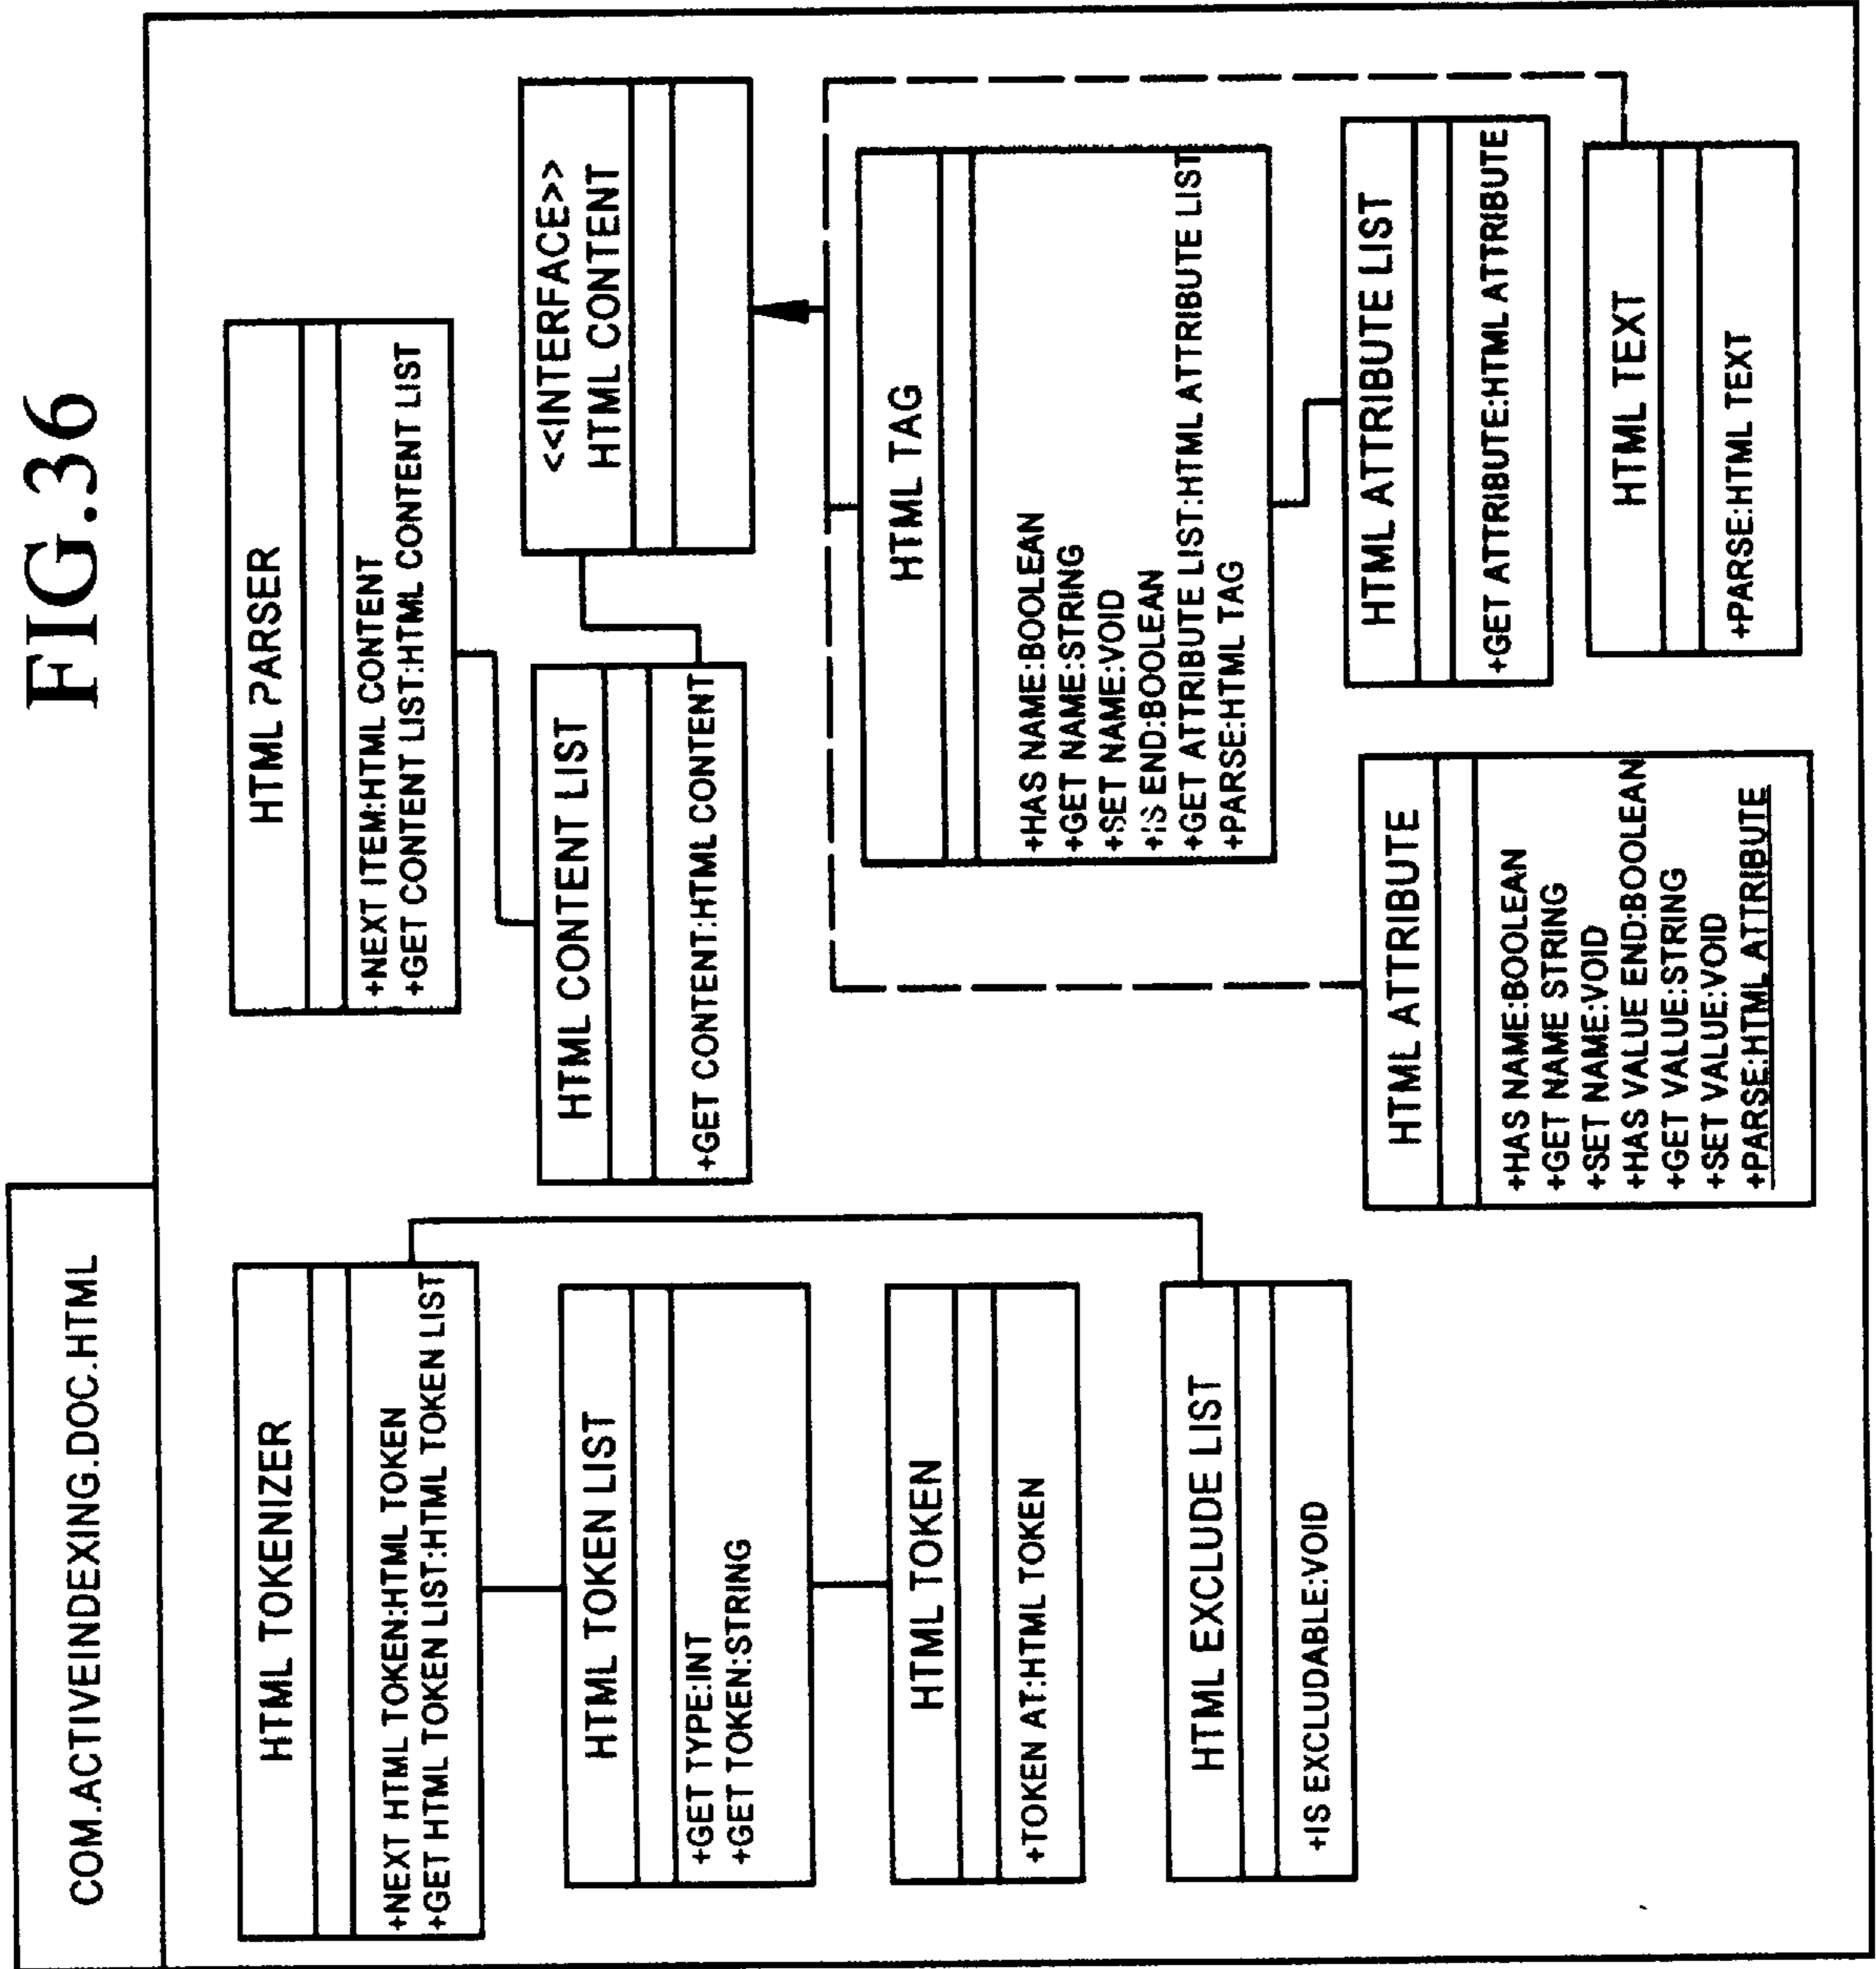 FIG.36
COM.ACTIVEINDEXING.DOC.HTML
HTML TOKENIZER
+NEXT HTML TOKEN:HTML TOKEN
+GET HTML TOKEN LIST:HTML TOKEN LIST
HTML TOKEN LIST
+GET TYPE:INT
+GET TOKEN:STRING
HTML TOKEN
+TOKEN AT:HTML TOKEN
HTML EXCLUDE LIST
+IS EXCLUDABLE:VOID
HTML PARSER
+NEXT ITEM:HTML CONTENT
+GET CONTENT LIST:HTML CONTENT LIST
HTML CONTENT LIST
+GET CONTENT:HTML CONTENT
<<INTERFACE>>
HTML CONTENT
HTML TAG
+HAS NAME:BOOLEAN
+GET NAME:STRING
+SET NAME:VOID
+IS END:BOOLEAN
+GET ATTRIBUTE LIST:HTML ATTRIBUTE LIST
+PARSE:HTML TAG
HTML ATTRIBUTE
+HAS NAME:BOOLEAN
+GET NAME STRING
+SET NAME:VOID
+HAS VALUE END:BOOLEAN
+GET VALUE:STRING
+SET VALUE:VOID
+PARSE:HTML ATTRIBUTE
HTML ATTRIBUTE LIST
+GET ATTRIBUTE:HTML ATTRIBUTE
HTML TEXT
+PARSE:HTML TEXT